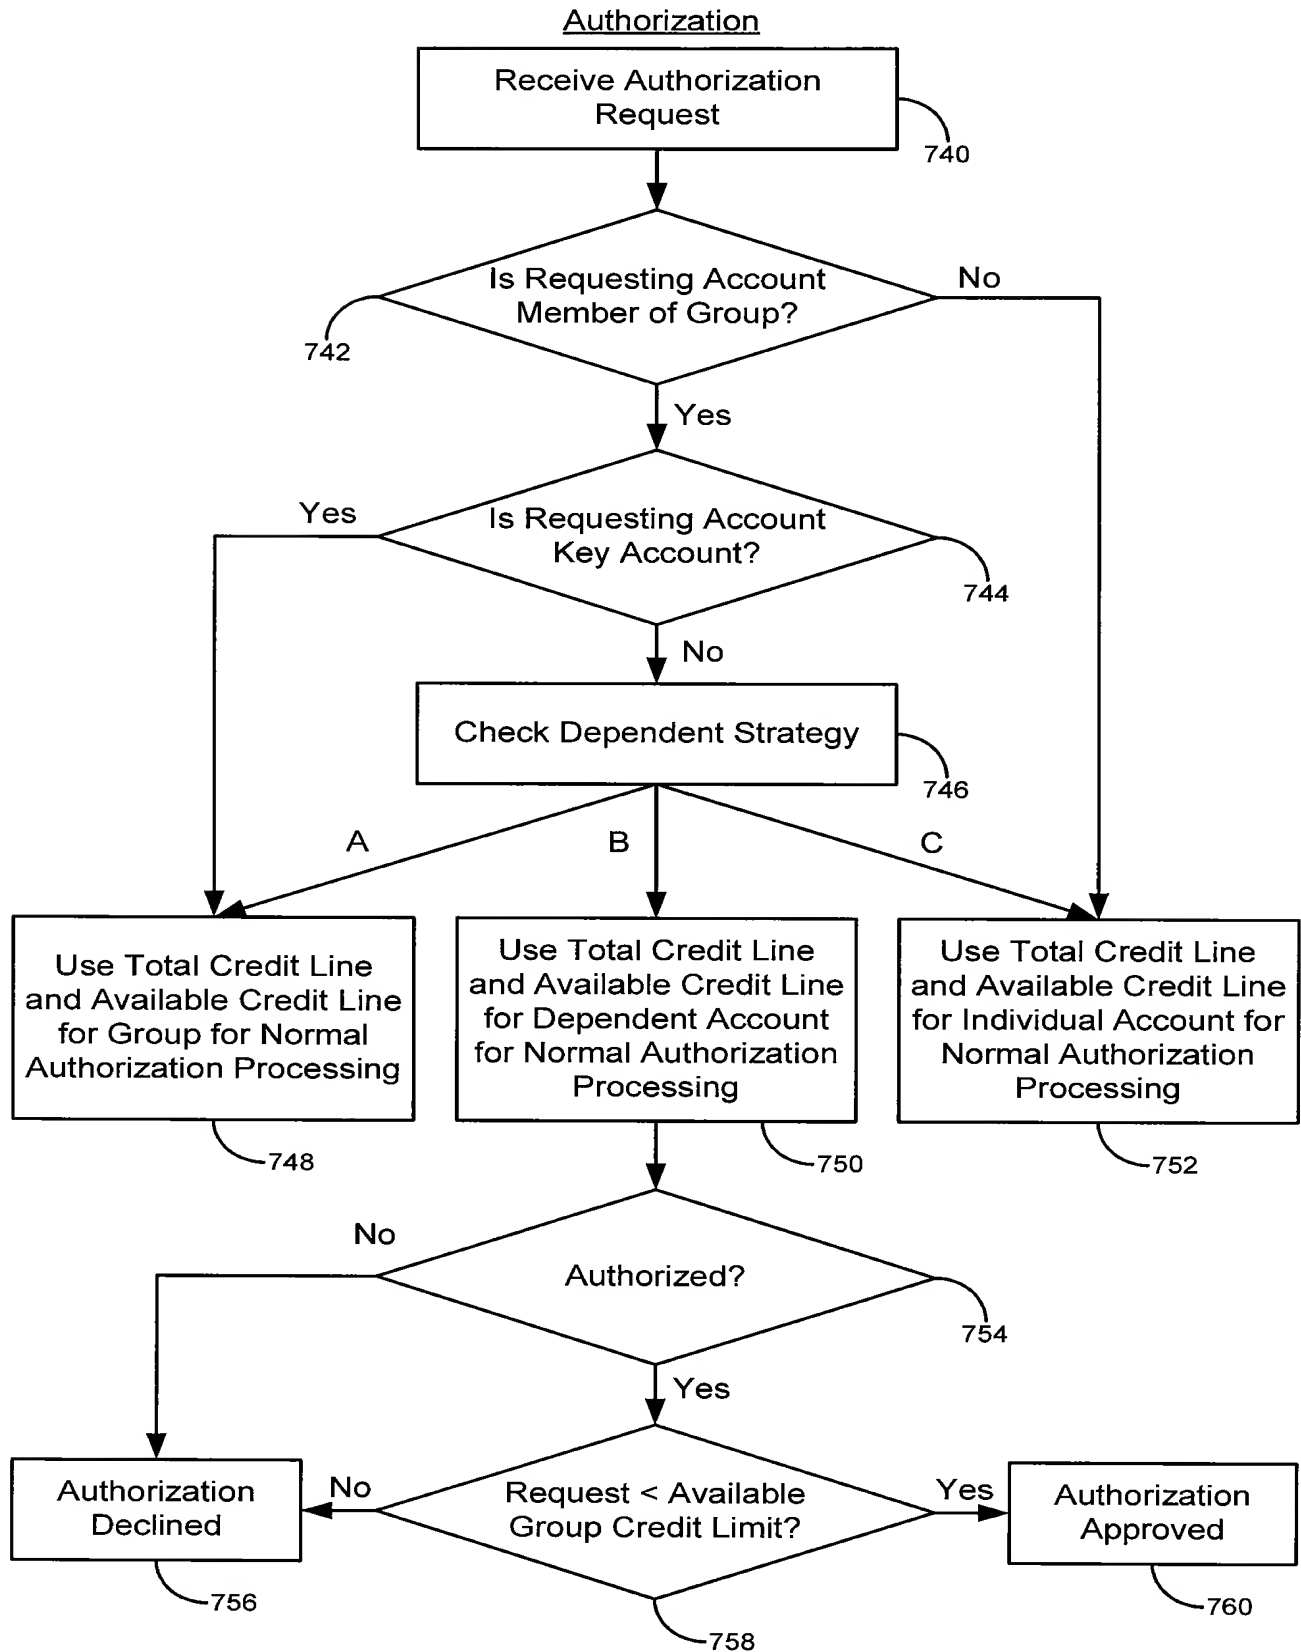 Authorization
Receive Authorization
Request
740
Is Requesting Account
Member of Group?
No
742
Yes
Yes
Is Requesting Account
Key Account?
744
No
Check Dependent Strategy
746
A
B
C
Use Total Credit Line
and Available Credit Line
for Group for Normal
Authorization Processing
748
Use Total Credit Line
and Available Credit Line
for Dependent Account
for Normal Authorization
Processing
750
Use Total Credit Line
and Available Credit Line
for Individual Account for
Normal Authorization
Processing
752
No
Authorized?
754
Yes
Authorization
Declined
756
No
Request < Available
Group Credit Limit?
758
Yes
Authorization
Approved
760